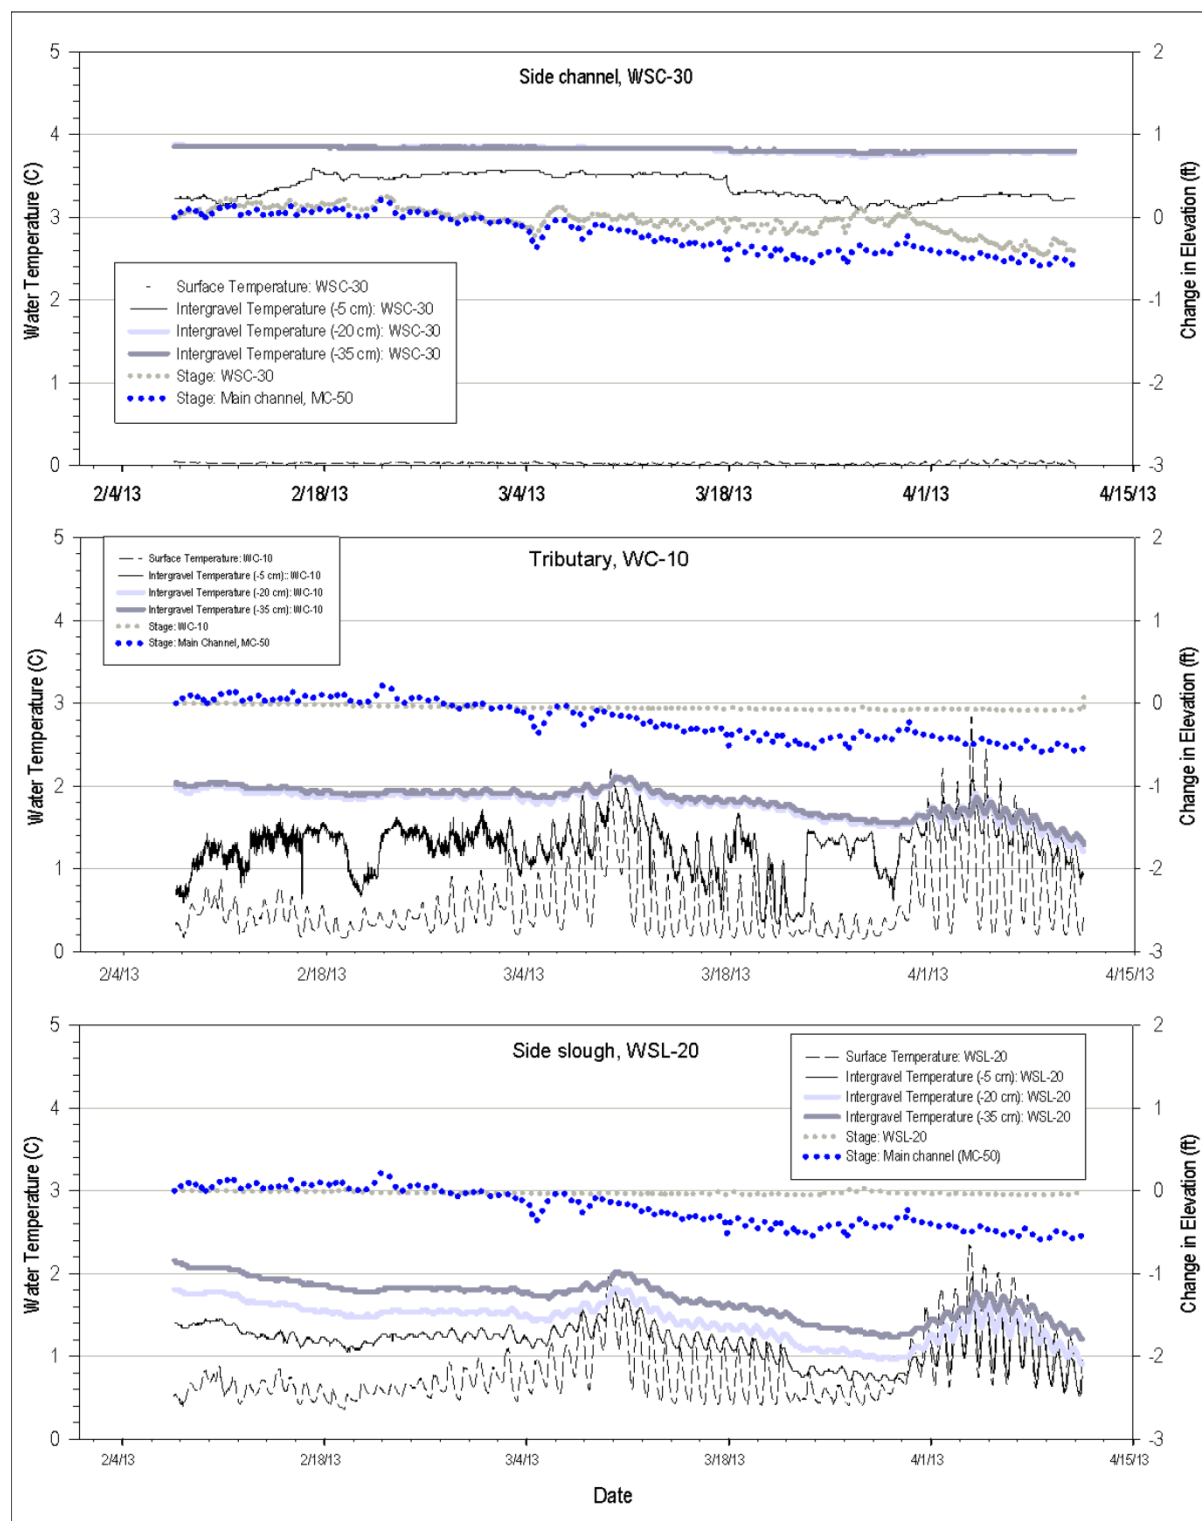 Side channel, WSC-30
Water Temperature (C)
Change in Elevation (ft)
5
4
3
2
1
0
2
1
0
-1
-2
-3
Surface Temperature: WSC-30
Intergravel Temperature (-5 cm): WSC-30
Intergravel Temperature (-20 cm): WSC-30
Intergravel Temperature (-35 cm): WSC-30
Stage: WSC-30
Stage: Main channel, MC-50
2/4/13 2/18/13 3/4/13 3/18/13 4/1/13 4/15/13
Tributary, WC-10
Water Temperature (C)
Change in Elevation (ft)
5
4
3
2
1
0
2
1
0
-1
-2
-3
Surface Temperature: WC-10
Intergravel Temperature (-5 cm):: WC-10
Intergravel Temperature (-20 cm): WC-10
Intergravel Temperature (-35 cm): WC-10
Stage: WC-10
Stage: Main Channel, MC-50
2/4/13 2/18/13 3/4/13 3/18/13 4/1/13 4/15/13
Side slough, WSL-20
Water Temperature (C)
Change in Elevation (ft)
5
4
3
2
1
0
2
1
0
-1
-2
-3
Surface Temperature: WSL-20
Intergravel Temperature (-5 cm): WSL-20
Intergravel Temperature (-20 cm): WSL-20
Intergravel Temperature (-35 cm): WSL-20
Stage: WSL-20
Stage: Main channel (MC-50)
2/4/13 2/18/13 3/4/13 3/18/13 4/1/13 4/15/13
Date